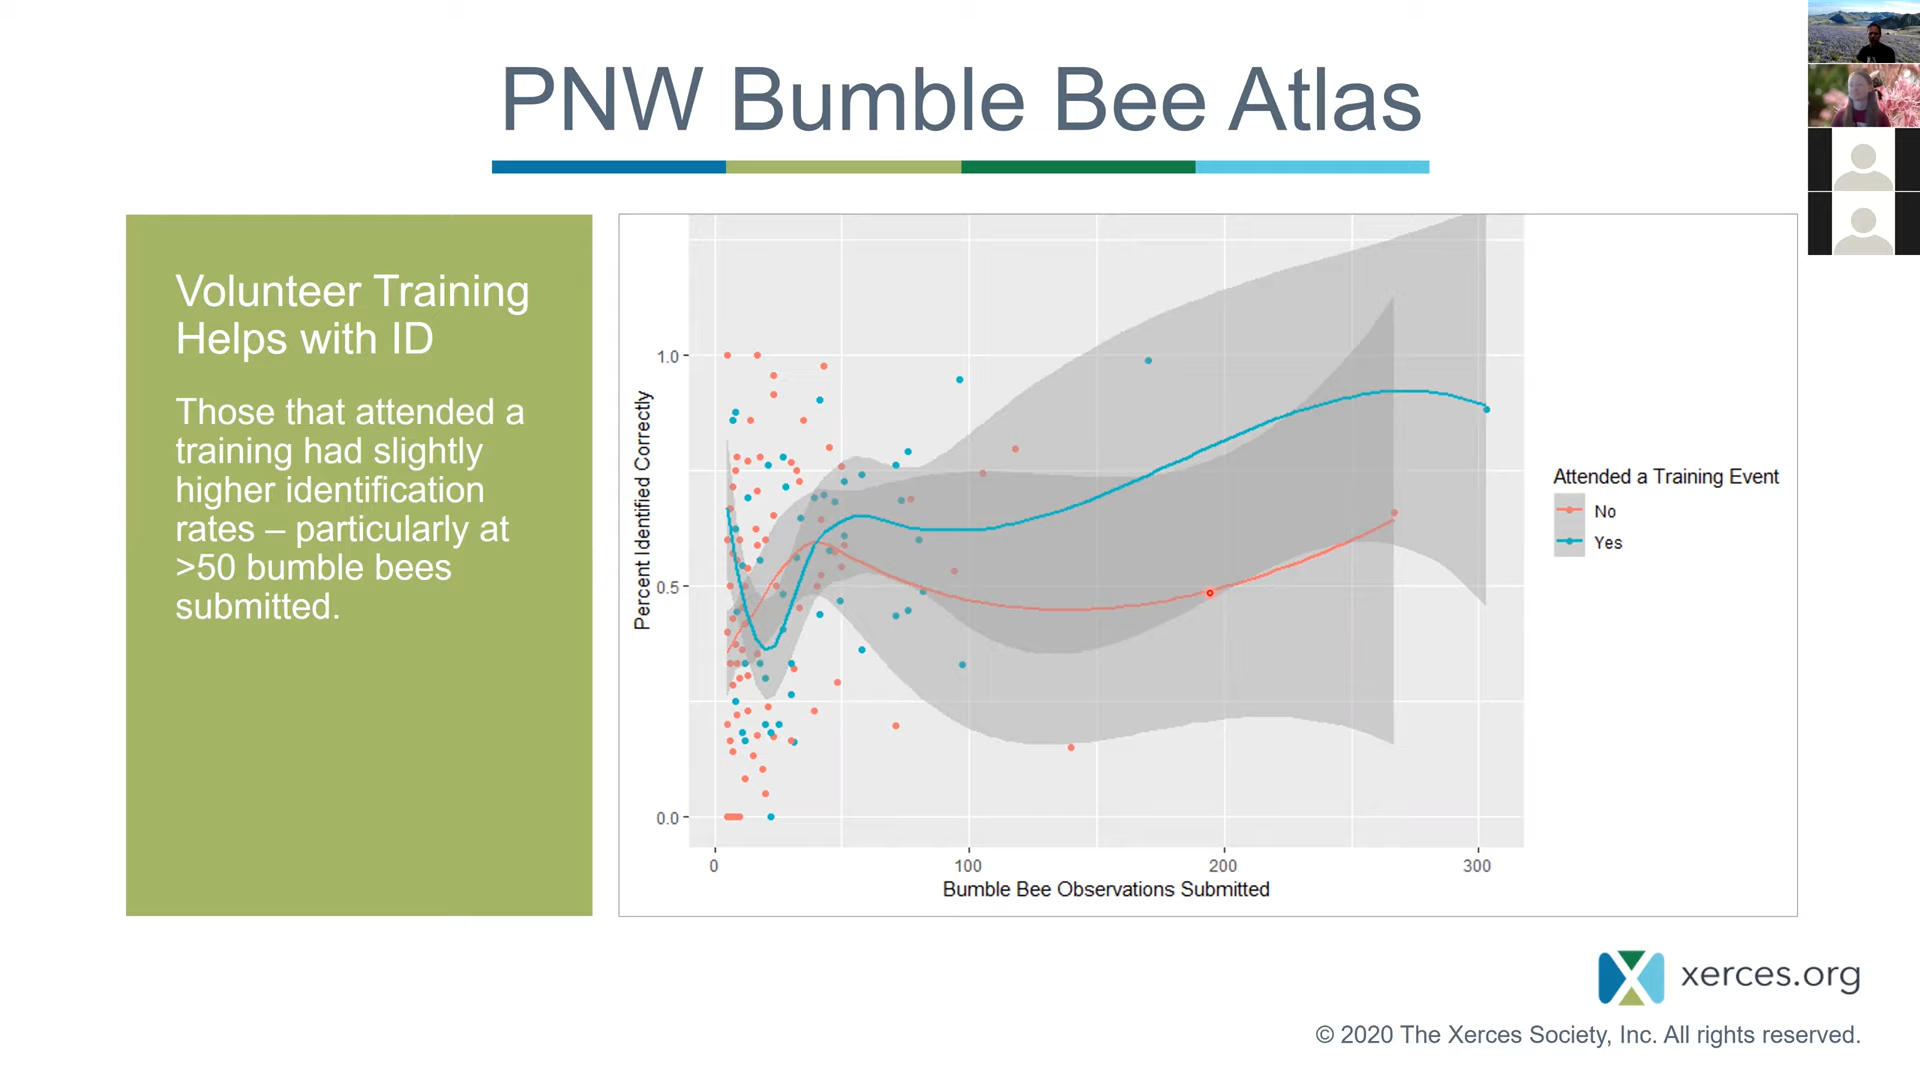 PNW Bumble Bee Atlas
Volunteer Training
Helps with ID
Those that attended a
training had slightly
higher identification
rates – particularly at
>50 bumble bees
submitted.
Percent Identified Correctly
1.0
0.5
0.0
0
100
200
300
Bumble Bee Observations Submitted
Attended a Training Event
No
Yes
xerces.org
© 2020 The Xerces Society, Inc. All rights reserved.